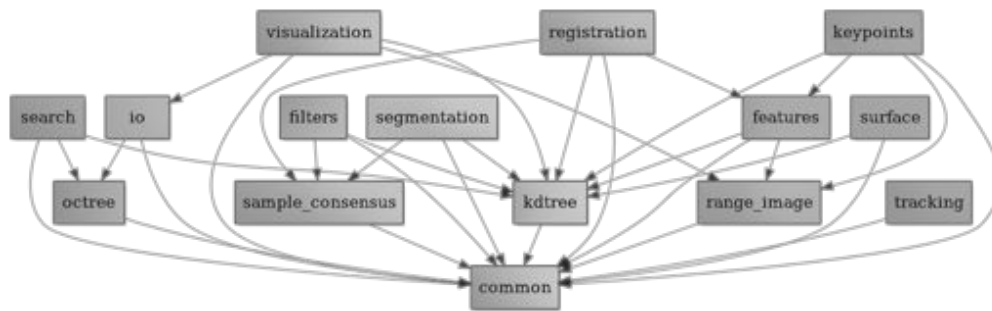 visualization registration keypoints
search io filters segmentation features surface
octree sample_consensus kdtree range_image tracking
common